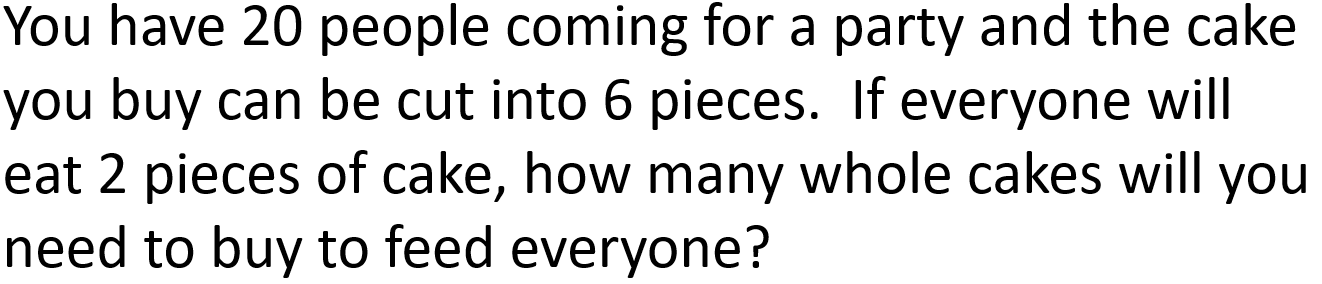 You have 20 people coming for a party and the cake
you buy can be cut into 6 pieces.  If everyone will
eat 2 pieces of cake, how many whole cakes will you
need to buy to feed everyone?